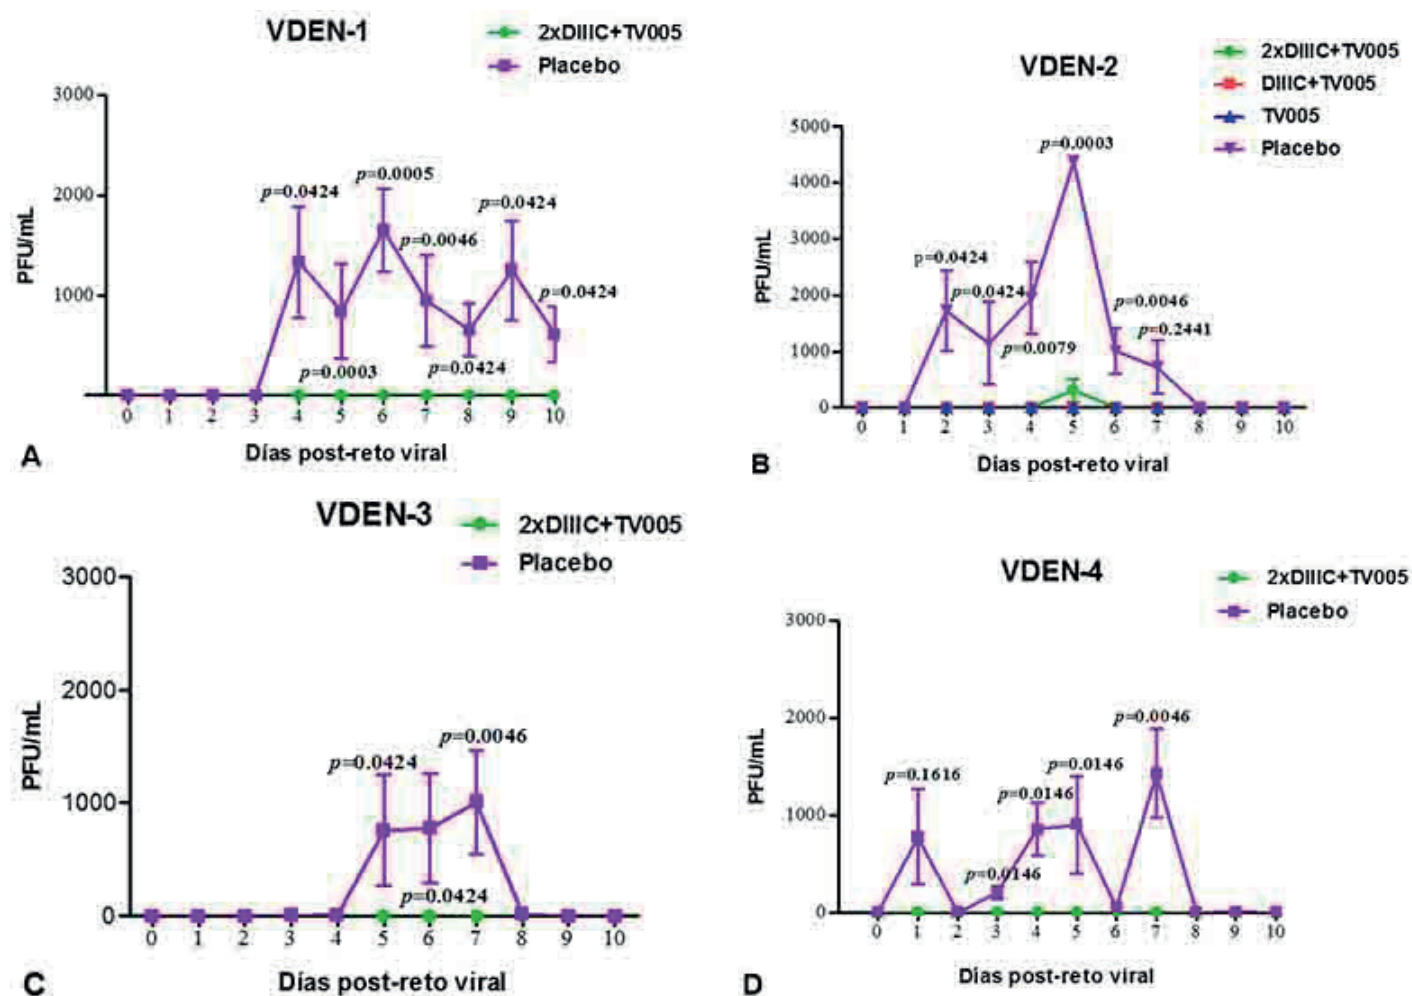 VDEN-1
2xDIIIC+TV005
Placebo
3000
2000
1000
PFU/mL
p=0.0424
p=0.0005
p=0.0046
p=0.0424
p=0.0424
p=0.0003
p=0.0424
0 1 2 3 4 5 6 7 8 9 10
Días post-reto viral
A
VDEN-2
2xDIIIC+TV005
DIIIC+TV005
TV005
Placebo
5000
4000
3000
2000
1000
0
PFU/mL
p=0.0003
p=0.0424
p=0.0424
p=0.0046
p=0.2441
p=0.0079
0 1 2 3 4 5 6 7 8 9 10
Días post-reto viral
B
VDEN-3
2xDIIIC+TV005
Placebo
3000
2000
1000
0
PFU/mL
p=0.0424
p=0.0046
p=0.0424
0 1 2 3 4 5 6 7 8 9 10
Días post-reto viral
C
VDEN-4
2xDIIIC+TV005
Placebo
3000
2000
1000
0
PFU/mL
p=0.1616
p=0.0146
p=0.0146
p=0.0146
p=0.0046
0 1 2 3 4 5 6 7 8 9 10
Días post-reto viral
D